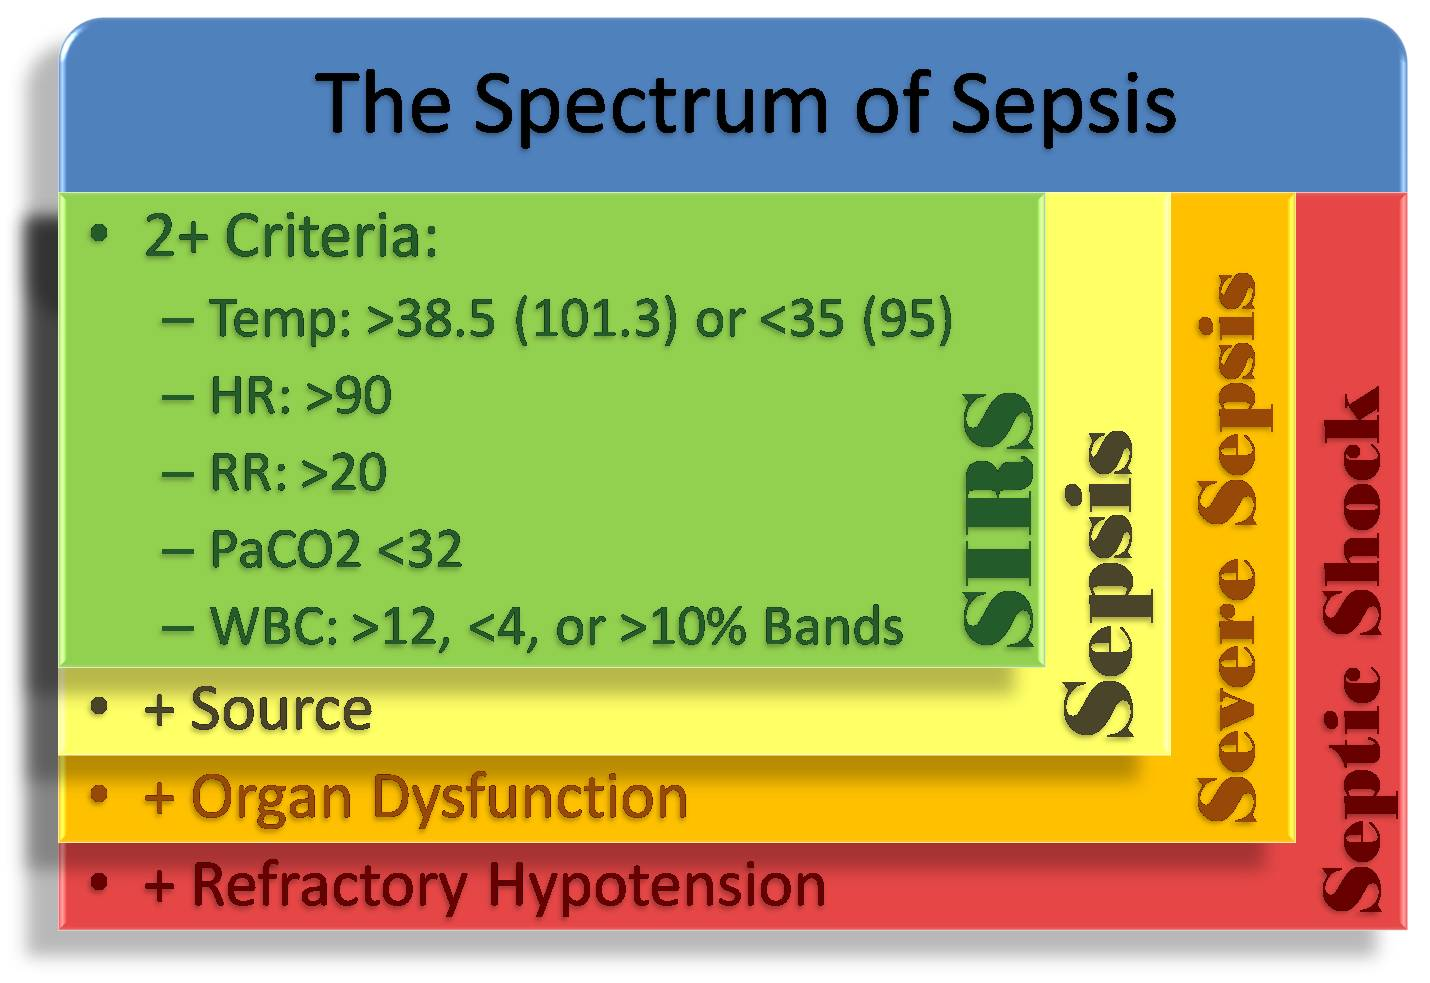 The Spectrum of Sepsis
• 2+ Criteria:
– Temp: >38.5 (101.3) or <35 (95)
– HR: >90
– RR: >20
– PaCO2 <32
– WBC: >12, <4, or >10% Bands
SIRS
• + Source
Sepsis
• + Organ Dysfunction
Severe Sepsis
• + Refractory Hypotension
Septic Shock